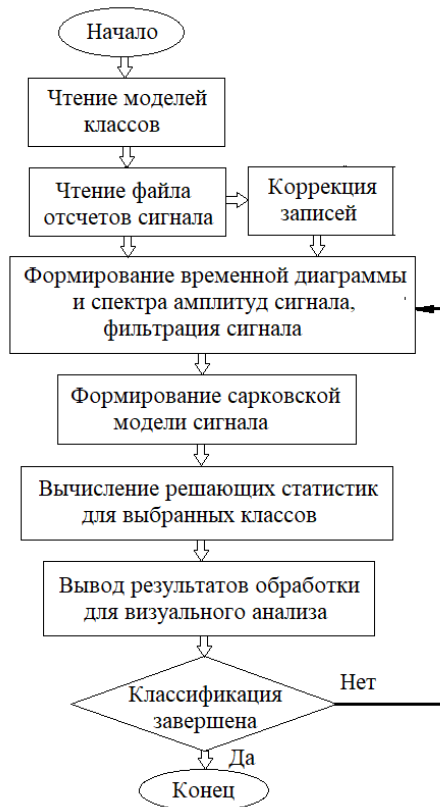 Начало
Чтение моделей
классов
Чтение файла
отсчетов сигнала
Коррекция
записей
Формирование временной диаграммы
и спектра амплитуд сигнала,
фильтрация сигнала
Формирование сарковской
модели сигнала
Вычисление решающих статистик
для выбранных классов
Вывод результатов обработки
для визуального анализа
Классификация
завершена
Нет
Да
Конец